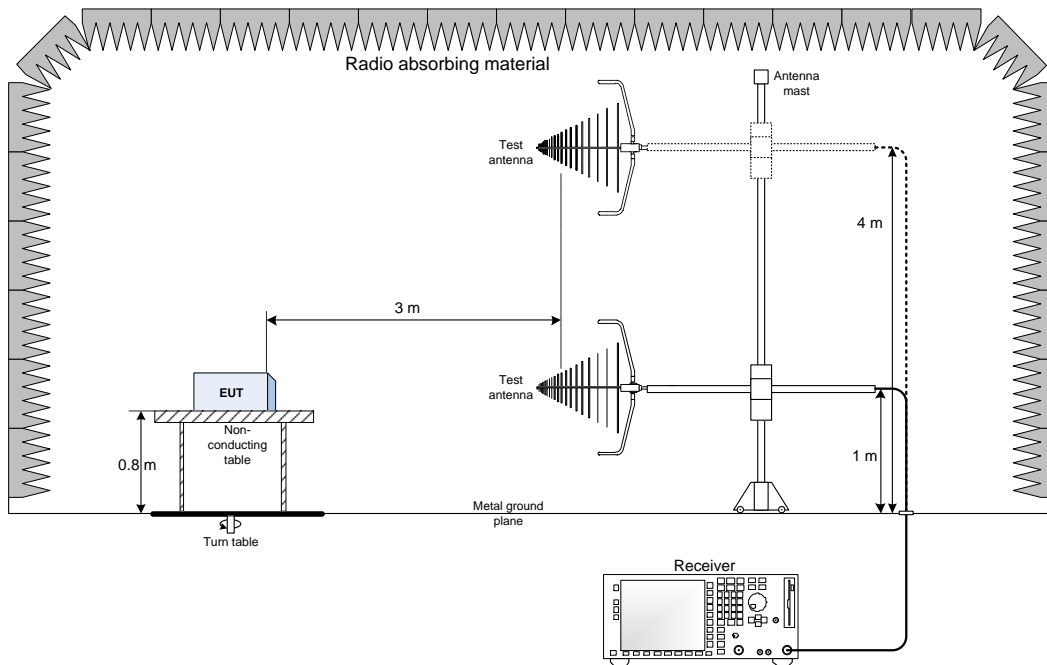 Radio absorbing material
Antenna
mast
Test
antenna
4 m
3 m
Test
antenna
EUT
Non-
conducting
table
0.8 m
1 m
Metal ground
plane
Turn table
Receiver